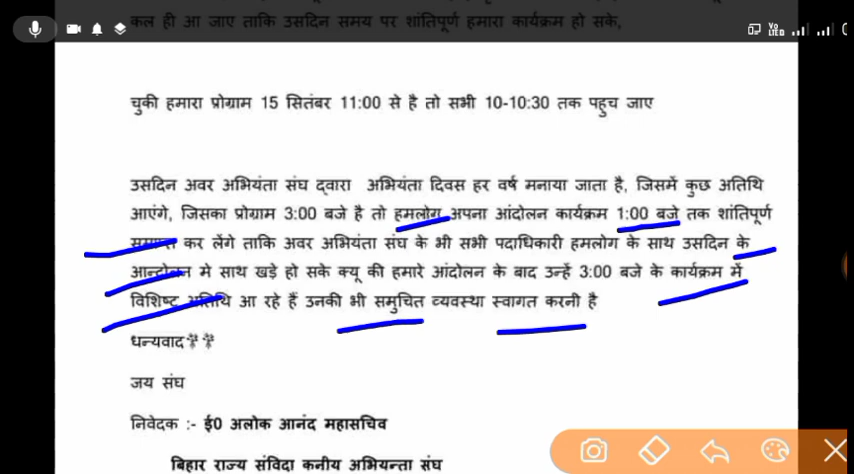 कल ही आ जाए ताकि उसदिन समय पर शांतिपूर्ण हमारा कार्यक्रम हो सके,
चुकी हमारा प्रोग्राम 15 सितंबर 11:00 से है तो सभी 10-10:30 तक पहुच जाए
उसदिन अवर अभियंता संघ द्वारा अभियंता दिवस हर वर्ष मनाया जाता है, जिसमें कुछ अतिथि
आएंगे, जिसका प्रोग्राम 3:00 बजे है तो हमलोग अपना आंदोलन कार्यक्रम 1:00 बजे तक शांतिपूर्ण
समाप्त कर लेंगे ताकि अवर अभियंता संघ के भी सभी पदाधिकारी हमलोग के साथ उसदिन के
आन्दोलन मे साथ खड़े हो सके क्यू की हमारे आंदोलन के बाद उन्हें 3:00 बजे के कार्यक्रम में
विशिष्ट अतिथि आ रहे हैं उनकी भी समुचित व्यवस्था स्वागत करनी है
धन्यवाद
जय संघ
निवेदक :- ई0 अलोक आनंद महासचिव
बिहार राज्य संविदा कनीय अभियन्ता संघ